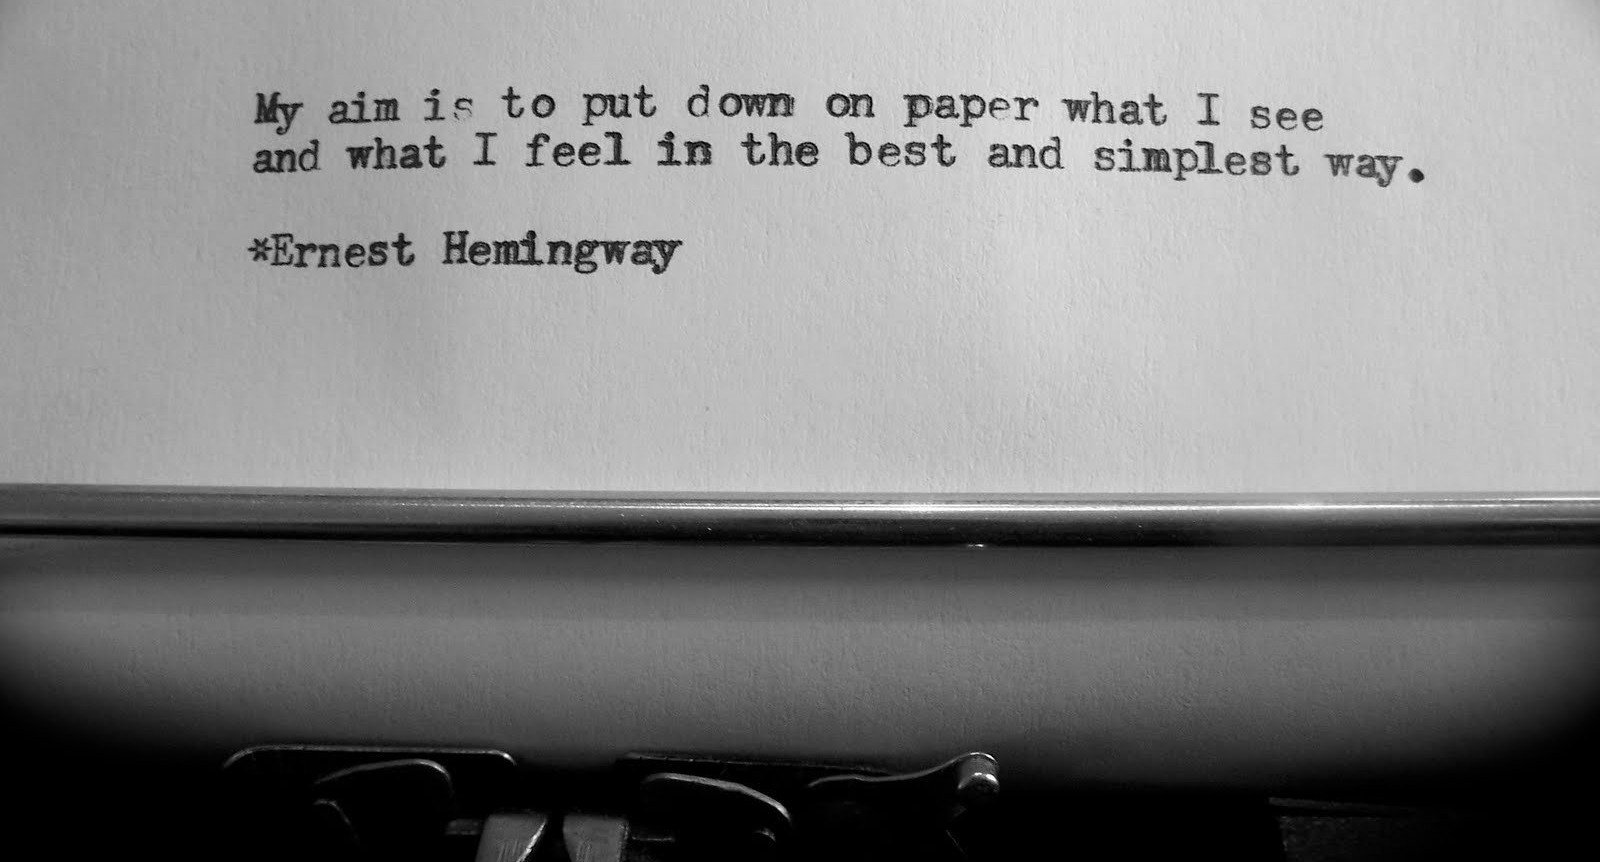 My aim is to put down on paper what I see
and what I feel in the best and simplest way.
*Ernest Hemingway